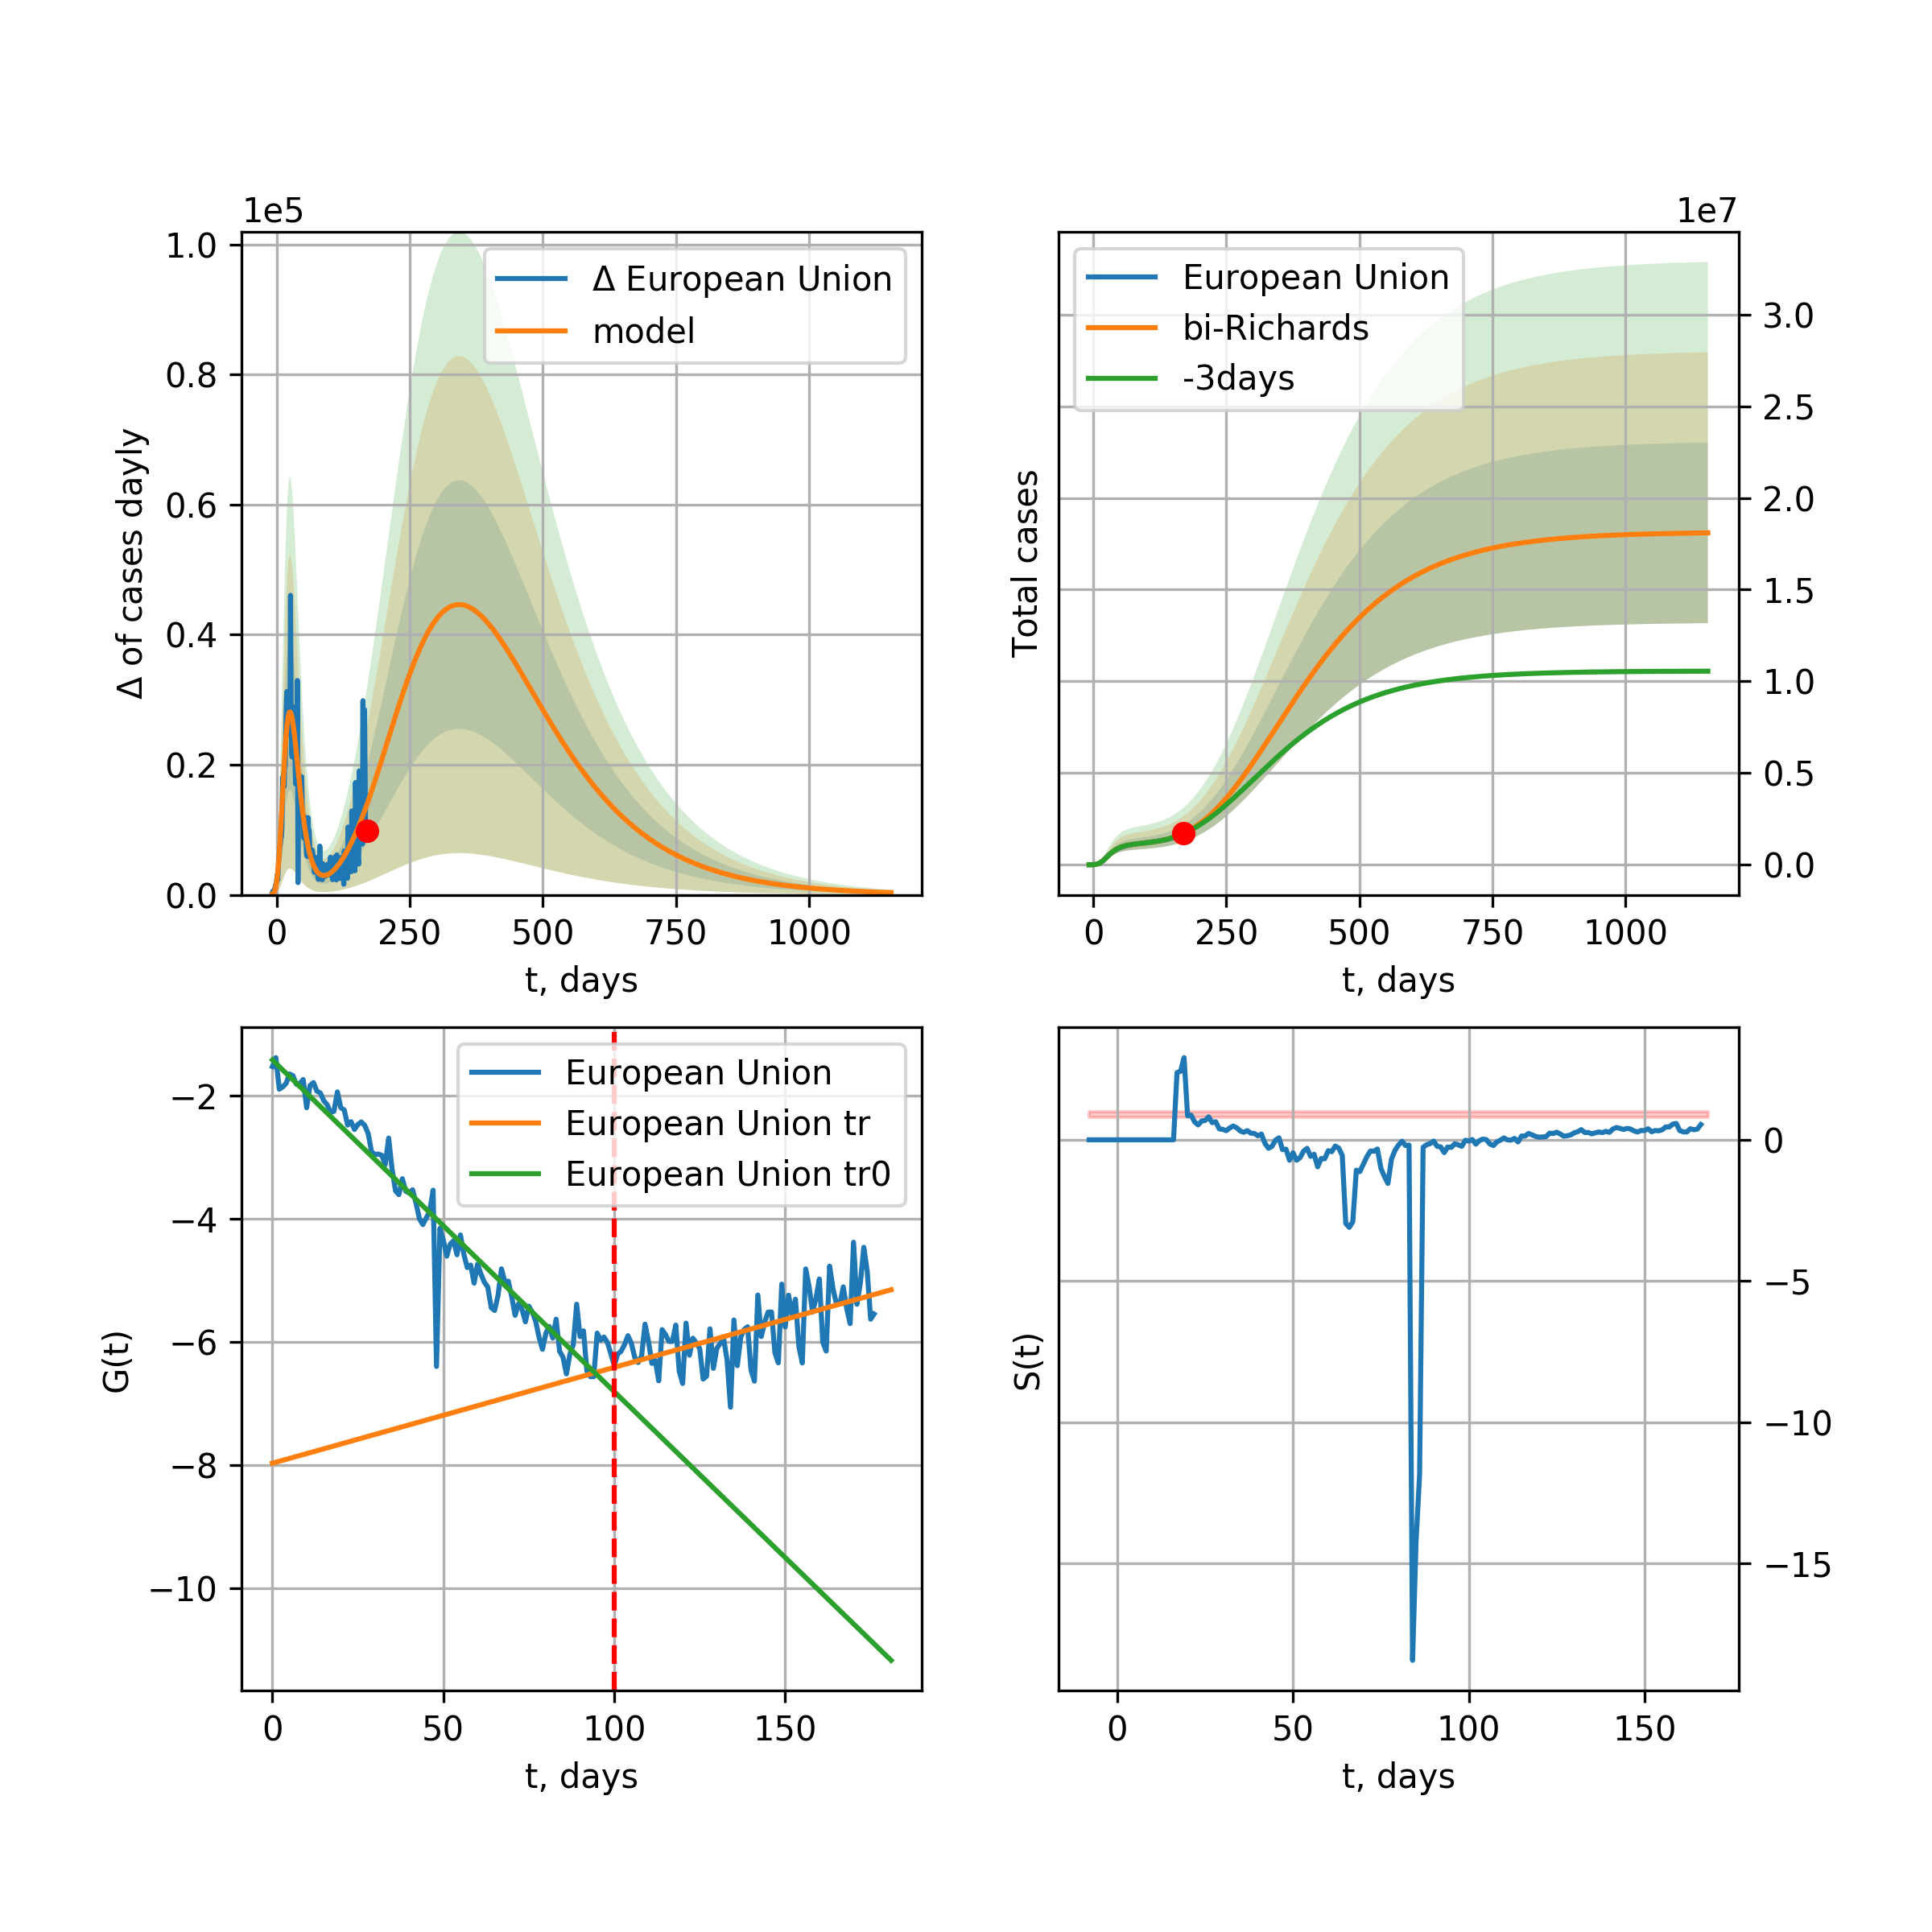 1e5
Δ European Union
model
1.0
0.8
0.6
0.4
0.2
0.0
Δ of cases dayly
0 250 500 750 1000
t, days
1e7
European Union
bi-Richards
-3days
3.0
2.5
2.0
1.5
1.0
0.5
0.0
Total cases
0 250 500 750 1000
t, days
European Union
European Union tr
European Union tr0
−2
−4
−6
−8
−10
G(t)
0 50 100 150
t, days
0
−5
−10
−15
S(t)
0 50 100 150
t, days